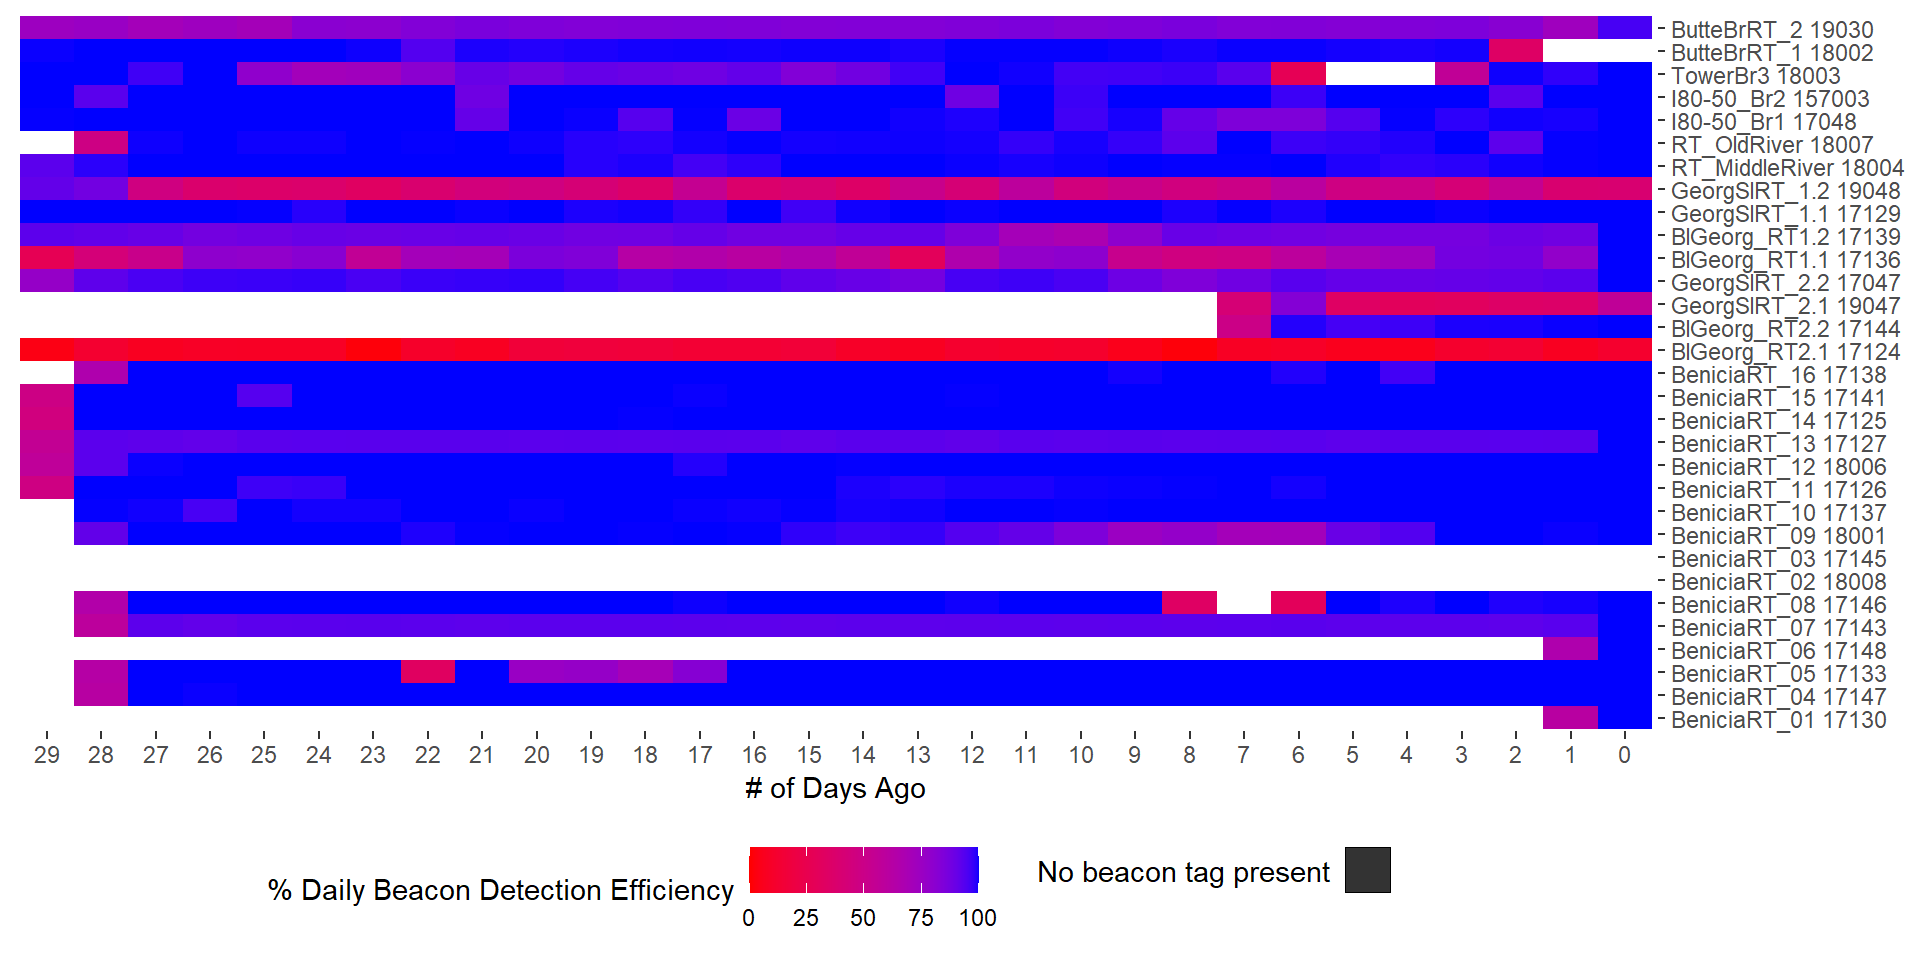 ButteBrRT_2 19030
ButteBrRT_1 18002
TowerBr3 18003
I80-50_Br2 157003
I80-50_Br1 17048
RT_OldRiver 18007
RT_MiddleRiver 18004
GeorgSlRT_1.2 19048
GeorgSlRT_1.1 17129
BlGeorg_RT1.2 17139
BlGeorg_RT1.1 17136
GeorgSlRT_2.2 17047
GeorgSlRT_2.1 19047
BlGeorg_RT2.2 17144
BlGeorg_RT2.1 17124
BeniciaRT_16 17138
BeniciaRT_15 17141
BeniciaRT_14 17125
BeniciaRT_13 17127
BeniciaRT_12 18006
BeniciaRT_11 17126
BeniciaRT_10 17137
BeniciaRT_09 18001
BeniciaRT_03 17145
BeniciaRT_02 18008
BeniciaRT_08 17146
BeniciaRT_07 17143
BeniciaRT_06 17148
BeniciaRT_05 17133
BeniciaRT_04 17147
BeniciaRT_01 17130
29 28 27 26 25 24 23 22 21 20 19 18 17 16 15 14 13 12 11 10 9 8 7 6 5 4 3 2 1 0
# of Days Ago
% Daily Beacon Detection Efficiency
0 25 50 75 100
No beacon tag present